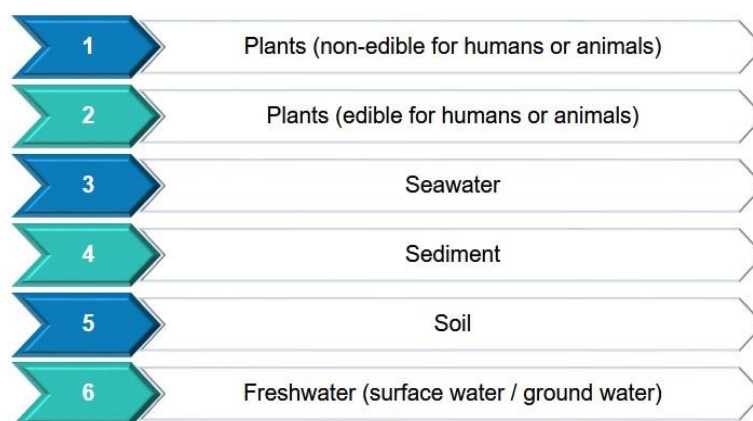 1 Plants (non-edible for humans or animals)
2 Plants (edible for humans or animals)
3 Seawater
4 Sediment
5 Soil
6 Freshwater (surface water / ground water)